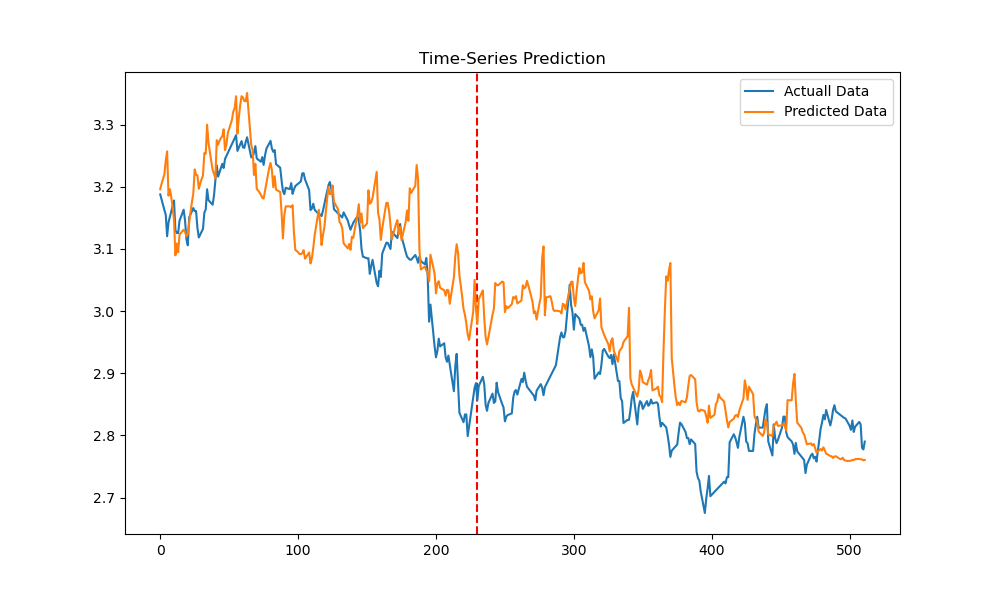 Time-Series Prediction
Actuall Data
Predicted Data
3.3
3.2
3.1
3.0
2.9
2.8
2.7
0 100 200 300 400 500